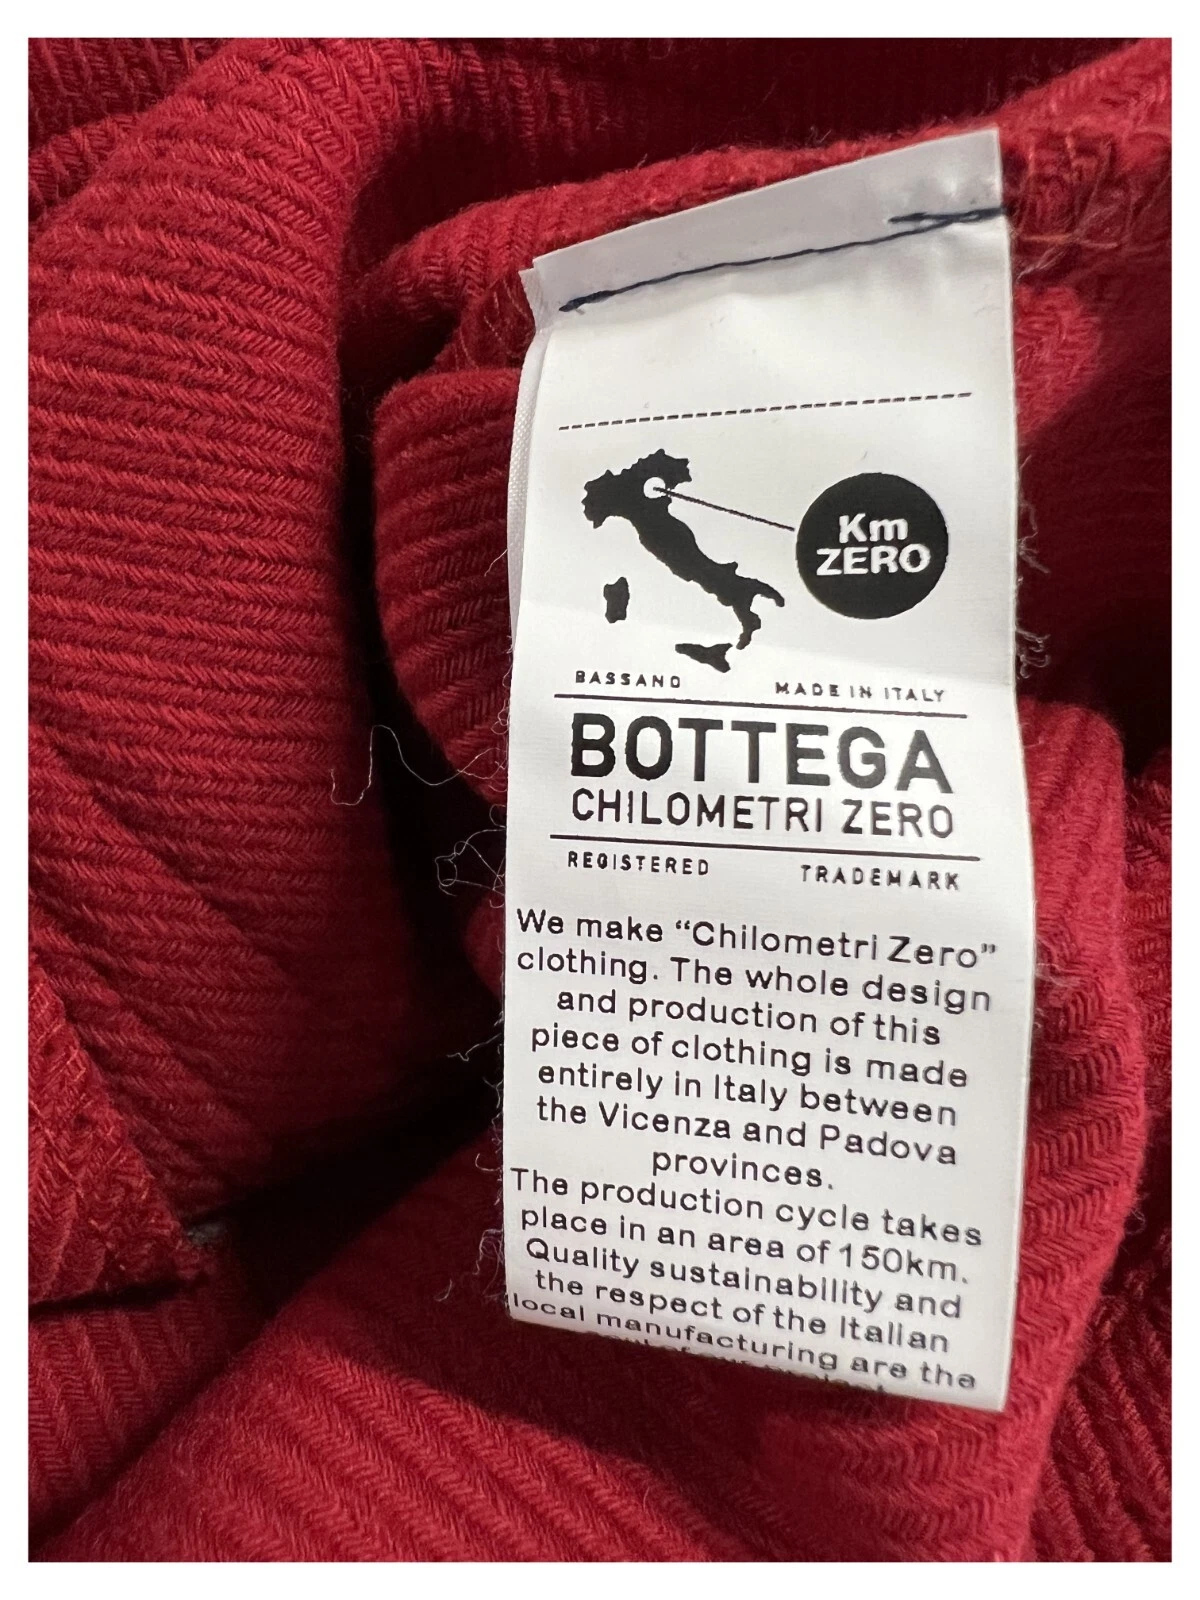 Km
ZERO
BASSANO MADE IN ITALY
BOTTEGA
CHILOMETRI ZERO
REGISTERED TRADEMARK
We make “Chilometri Zero”
clothing. The whole design
and production of this
piece of clothing is made
entirely in Italy between
the Vicenza and Padova
provinces.
The production cycle takes
place in an area of 150km.
Quality sustainability and
the respect of the Italian
local manufacturing are the